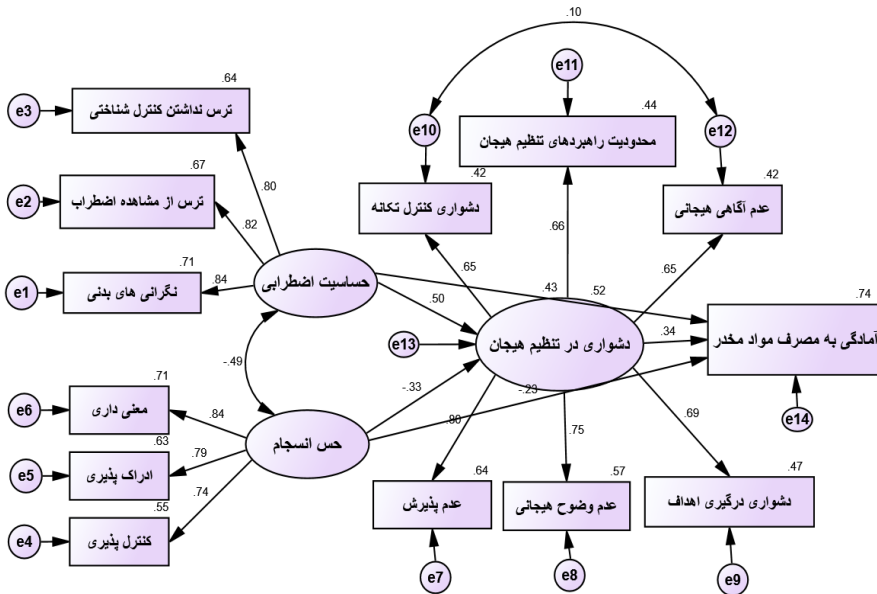 .10
e11
.64
e3
ترس نداشتن کنترل شناختی
.44
e10
محدودیت راهبردهای تنظیم هیجان
e12
.67
.42
.42
e2
ترس از مشاهده اضطراب
.80
دشواری کنترل تکانه
عدم آگاهی هیجانی
.82
.66
.71
.65
.65
e1
نگرانی های بدنی
.84
حساسیت اضطرابی
.43
.52
.74
.50
آمادگی به مصرف مواد مخدر
e13
دشواری در تنظیم هیجان
.34
-.49
-.33
-.23
.71
e6
معنی داری
.84
.80
.69
e14
حس انسجام
.75
.63
.79
e5
ادراک پذیری
.64
.57
.47
.74
.55
عدم پذیرش
عدم وضوح هیجانی
دشواری درگیری اهداف
e4
کنترل پذیری
e7
e8
e9